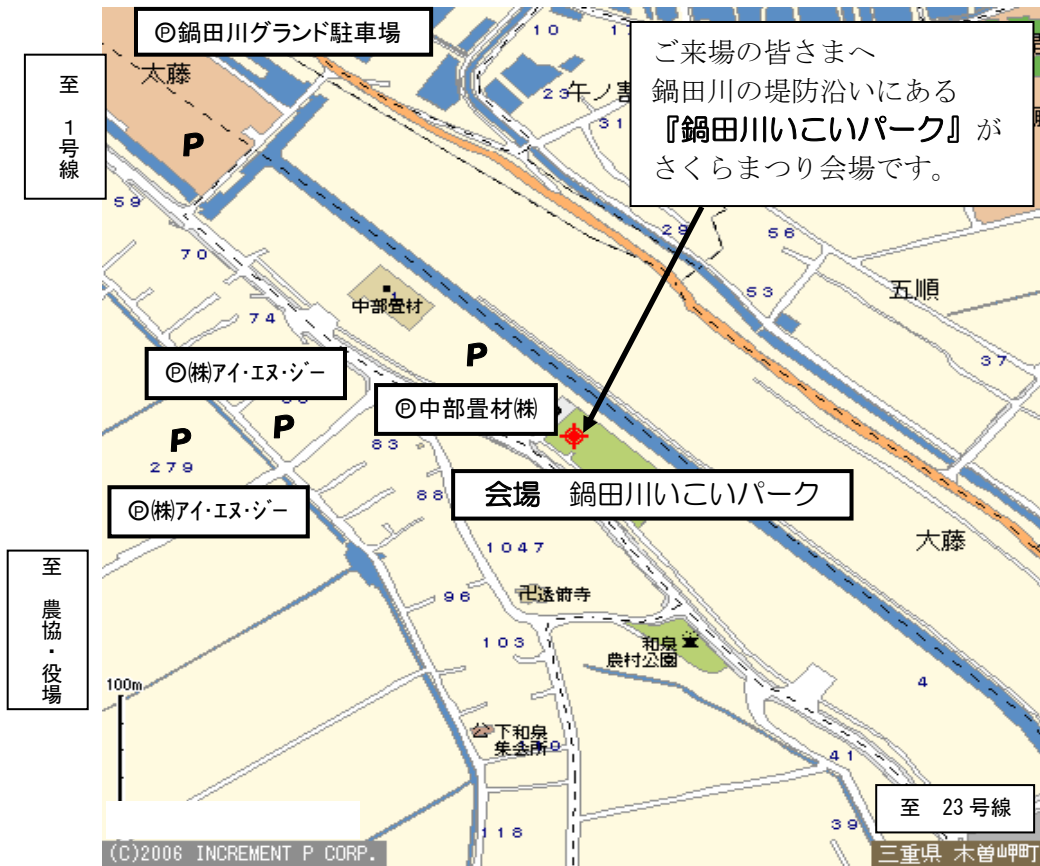 Ⓟ鍋田川グランド駐車場
ご来場の皆さまへ
鍋田川の堤防沿いにある
『鍋田川いこいパーク』が
さくらまつり会場です。
至 1号線
太藤
P
10
23
午ノ割
31
59
70
29
56
53
五順
37
中部畳材
74
P
Ⓟ(株)アイ・エヌ・ジー
Ⓟ中部畳材㈱
P
P
279
83
88
Ⓟ(株)アイ・エヌ・ジー
会場 鍋田川いこいパーク
大藤
1047
至 農協・役場
96
103
和泉
農村公園
4
100m
公下和泉
集会所
41
至 23号線
118
39
(C)2006 INCREMENT P CORP.
三重県 木曽岬町